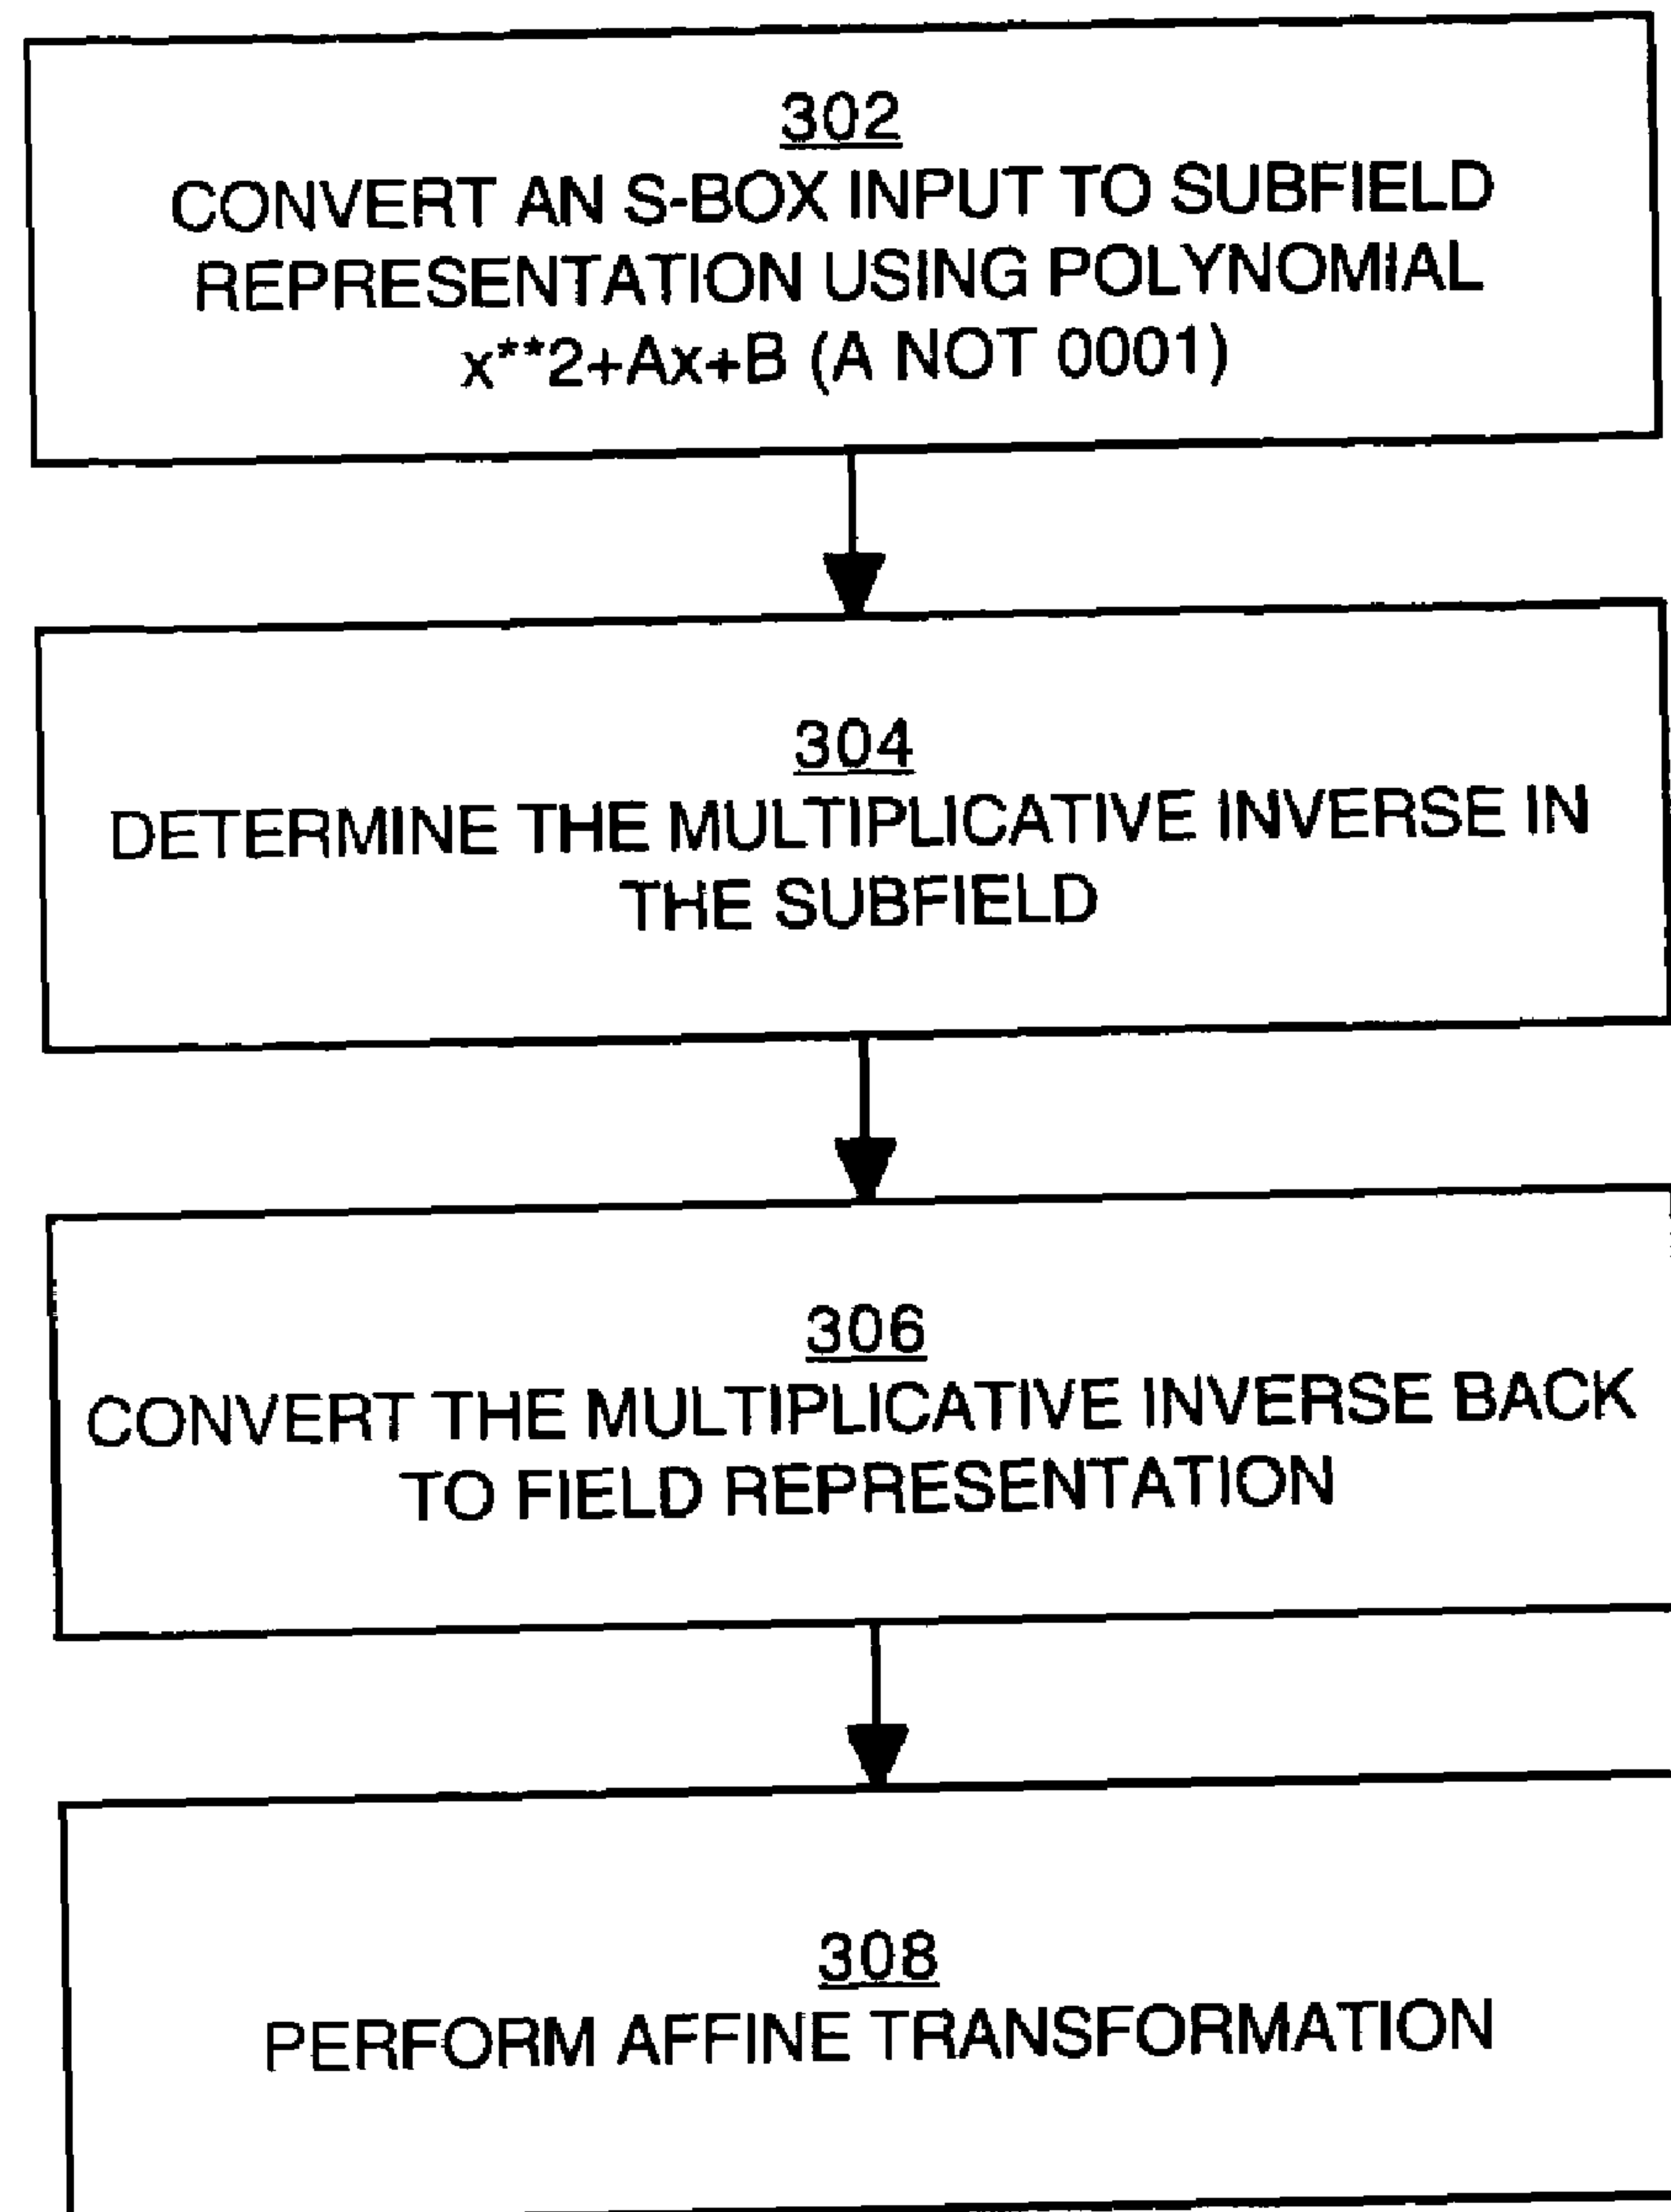 302
CONVERT AN S-BOX INPUT TO SUBFIELD
REPRESENTATION USING POLYNOMIAL
x**2+Ax+B (A NOT 0001)
304
DETERMINE THE MULTIPLICATIVE INVERSE IN
THE SUBFIELD
306
CONVERT THE MULTIPLICATIVE INVERSE BACK
TO FIELD REPRESENTATION
308
PERFORM AFFINE TRANSFORMATION